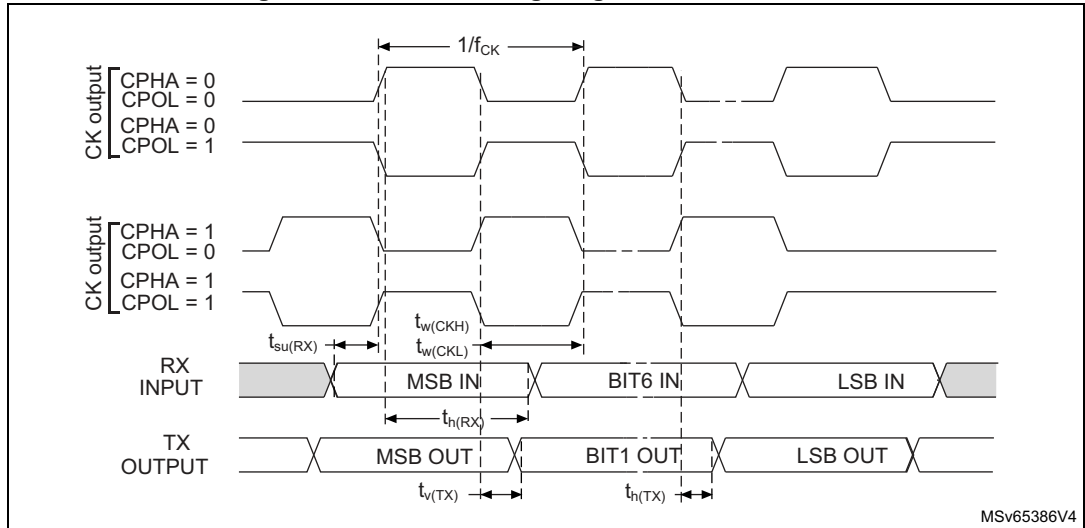 1/fCK
CK output
CPHA = 0
CPOL = 0
CPHA = 0
CPOL = 1
CK output
CPHA = 1
CPOL = 0
CPHA = 1
CPOL = 1
tw(CKH)
tsu(RX)
tw(CKL)
RX
INPUT
MSB IN
BIT6 IN
LSB IN
th(RX)
TX
OUTPUT
MSB OUT
BIT1 OUT
LSB OUT
tv(TX)
th(TX)
MSv65386V4